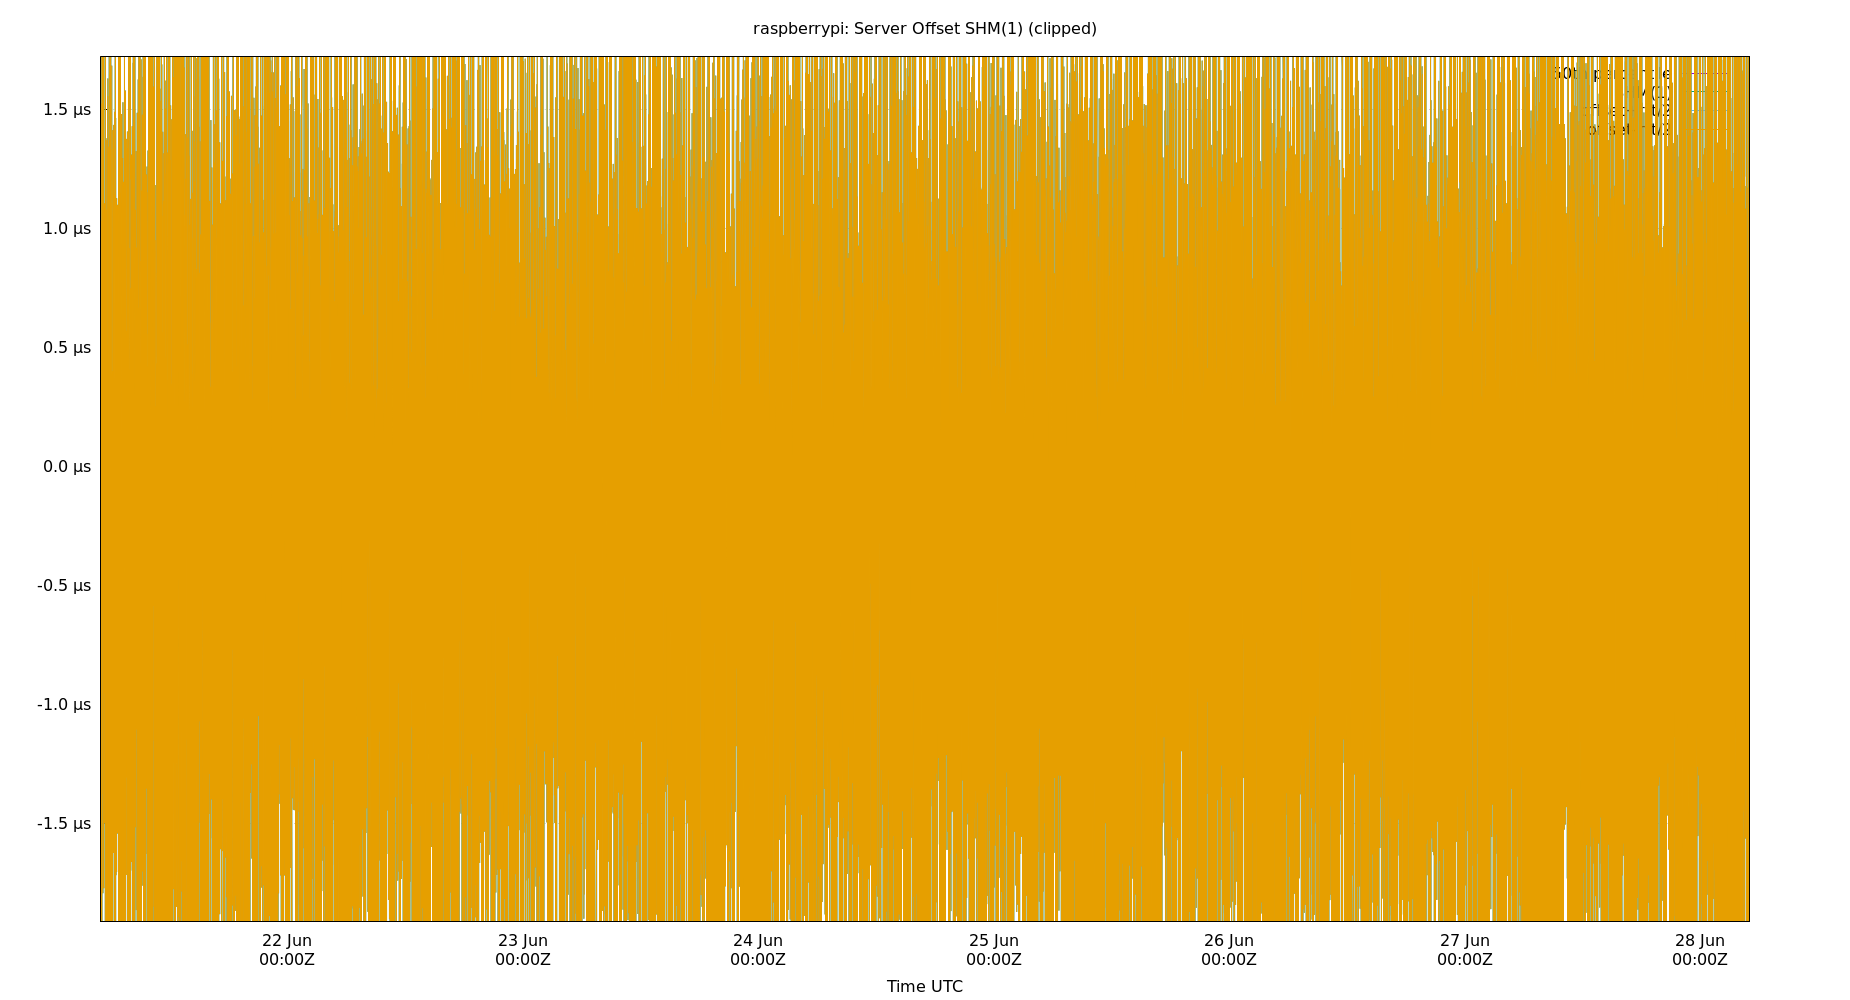 raspberrypi: Server Offset SHM(1) (clipped)
1.5 µs
1.0 µs
0.5 µs
0.0 µs
-0.5 µs
-1.0 µs
-1.5 µs
22 Jun 23 Jun 24 Jun 25 Jun 26 Jun 27 Jun 28 Jun
00:00Z 00:00Z 00:00Z 00:00Z 00:00Z 00:00Z 00:00Z
Time UTC